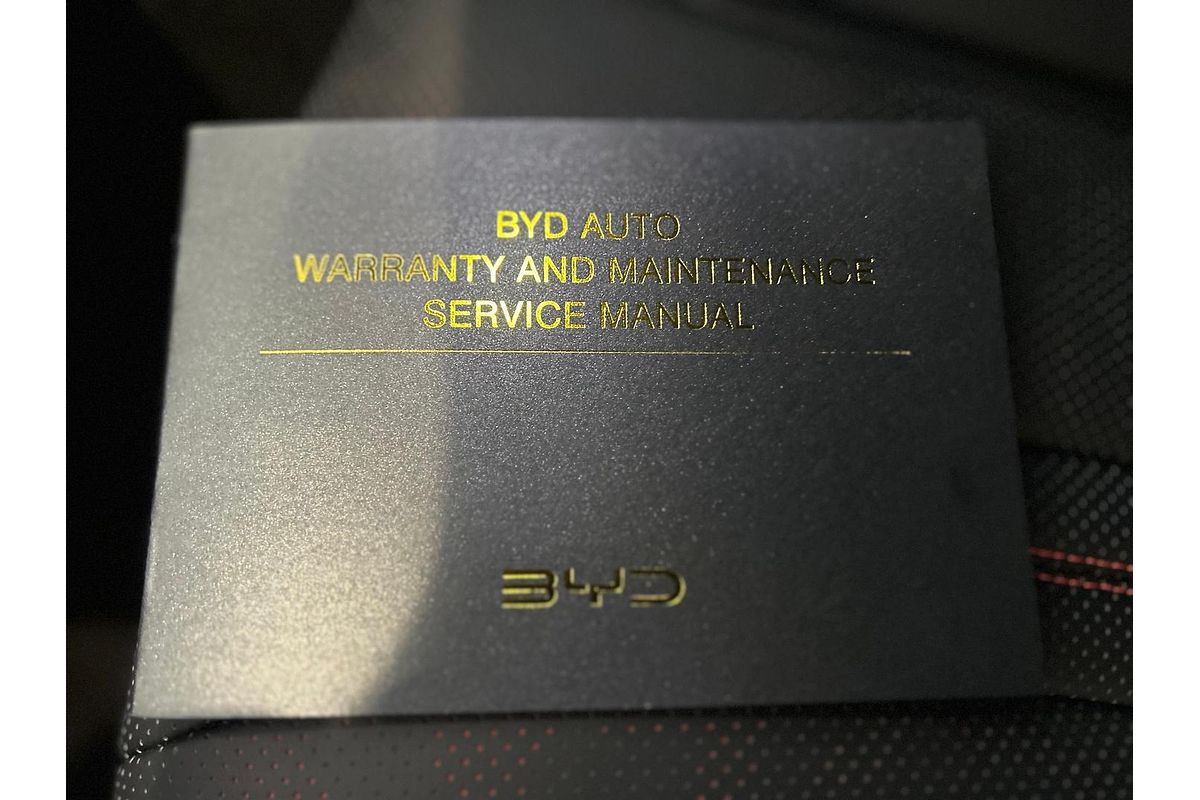 BYD AUTO
WARRANTY AND MAINTENANCE
SERVICE MANUAL
BYD